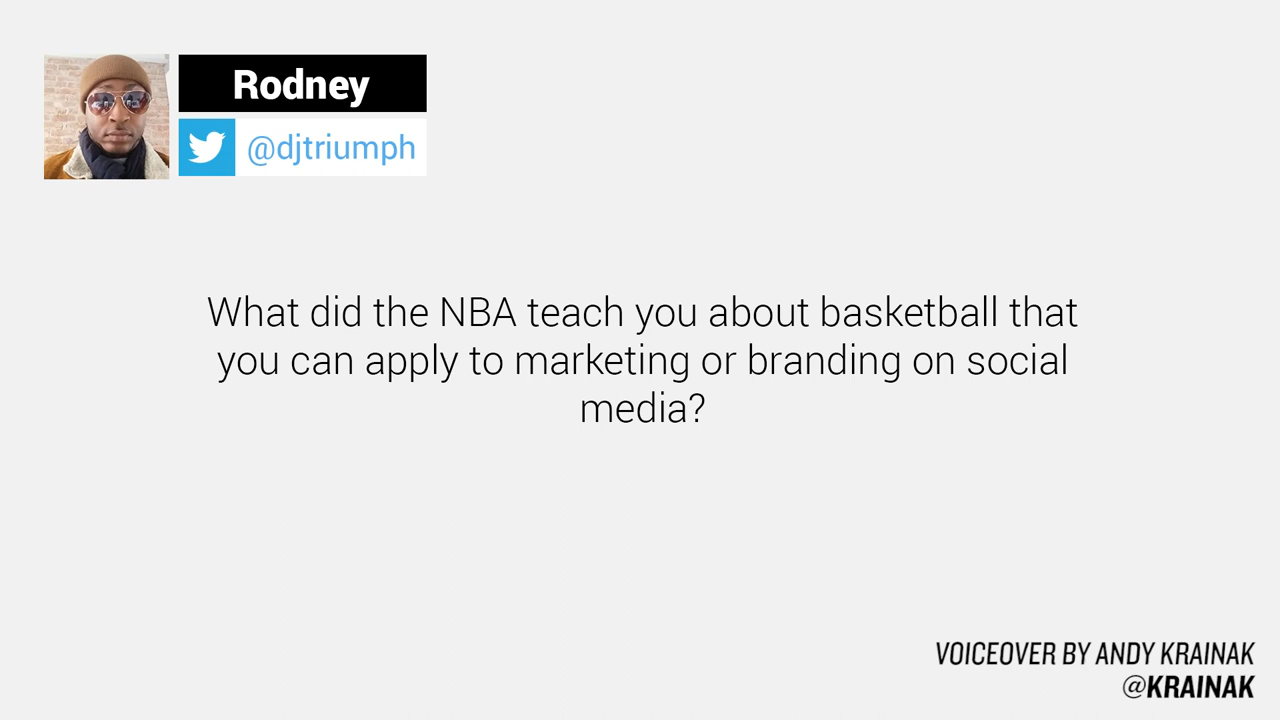 Rodney
@djtriumph
What did the NBA teach you about basketball that
you can apply to marketing or branding on social
media?
VOICEOVER BY ANDY KRAINAK
@KRAINAK